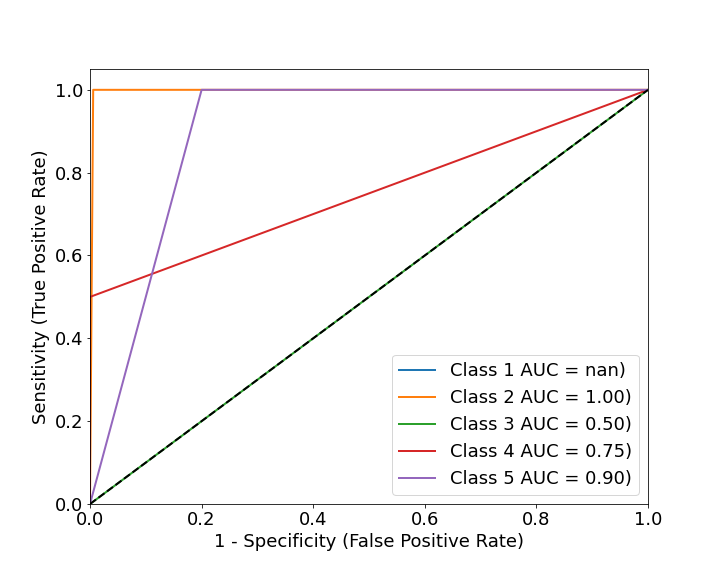 1.0
0.8
0.6
0.4
0.2
0.0
Sensitivity (True Positive Rate)
Class 1 AUC = nan)
Class 2 AUC = 1.00)
Class 3 AUC = 0.50)
Class 4 AUC = 0.75)
Class 5 AUC = 0.90)
0.0 0.2 0.4 0.6 0.8 1.0
1 - Specificity (False Positive Rate)